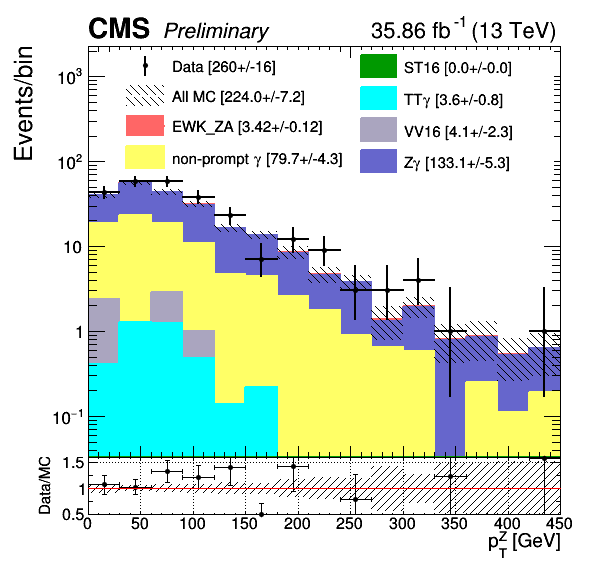 CMS Preliminary 35.86 fb⁻¹ (13 TeV)
Events/bin
Data [260+/-16]
All MC [224.0+/-7.2]
EWK_ZA [3.42+/-0.12]
non-prompt γ [79.7+/-4.3]
ST16 [0.0+/-0.0]
TTγ [3.6+/-0.8]
VV16 [4.1+/-2.3]
Zγ [133.1+/-5.3]
10³
10²
10
1
10⁻¹
Data/MC
1.5
1
0.5
0 50 100 150 200 250 300 350 400 450
p_T^Z [GeV]